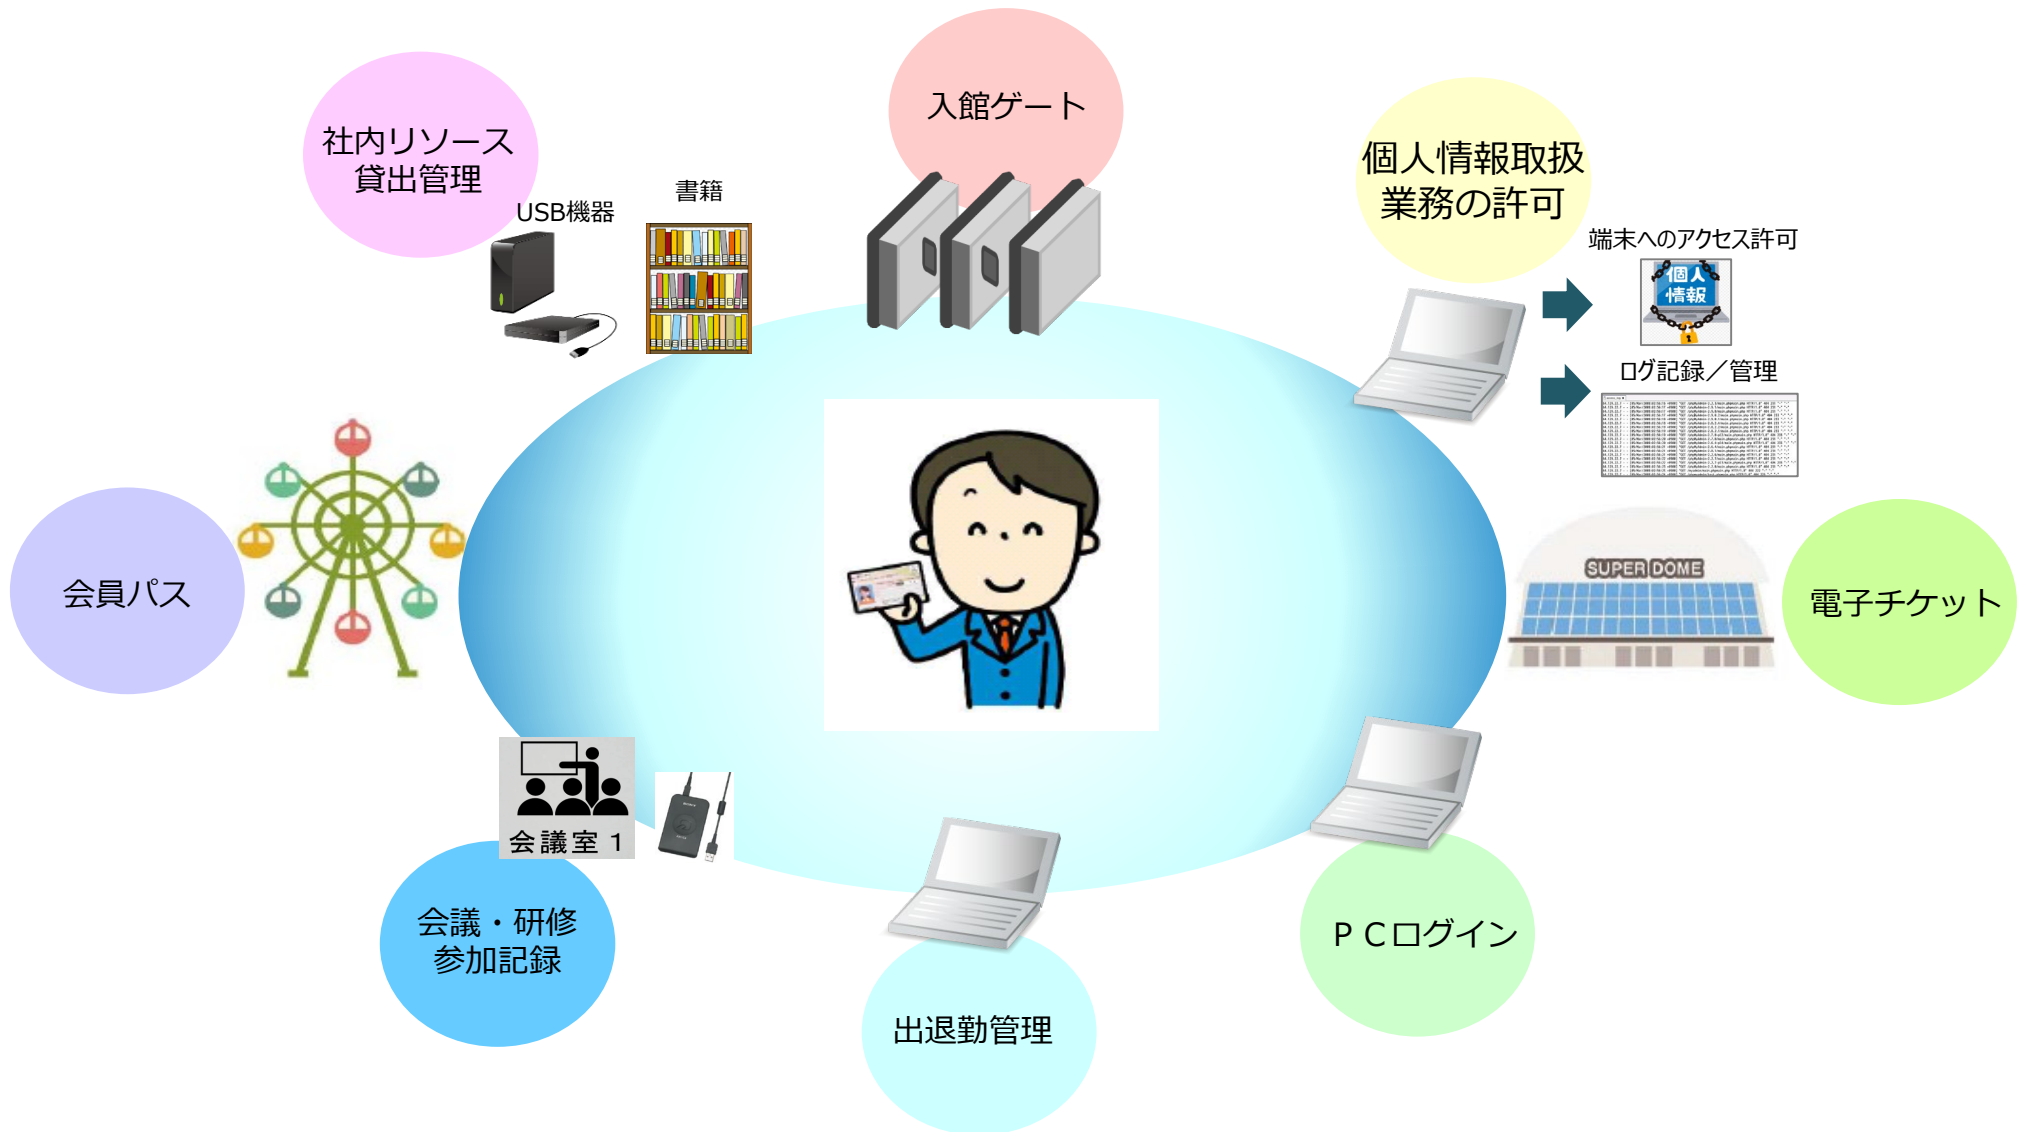 入館ゲート
社内リソース
貸出管理
USB機器
書籍
個人情報取扱
業務の許可
端末へのアクセス許可
個人
情報
ログ記録／管理
会員パス
SUPER DOME
電子チケット
会議室 1
会議・研修
参加記録
出退勤管理
ＰＣログイン